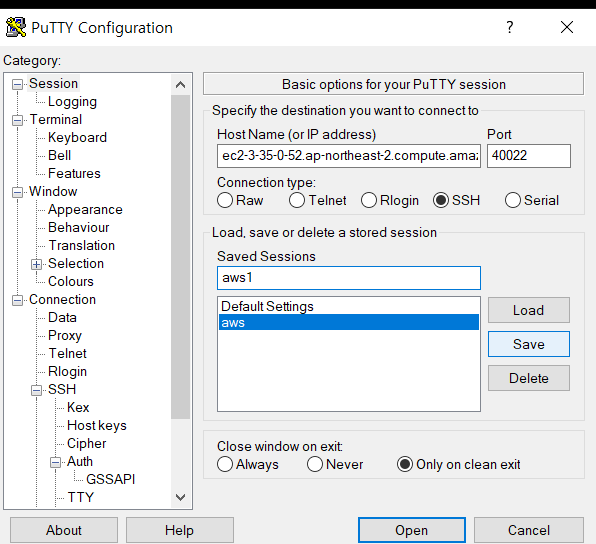 PuTTY Configuration
?
Category:
Session
Logging
Terminal
Keyboard
Bell
Features
Window
Appearance
Behaviour
Translation
Selection
Colours
Connection
Data
Proxy
Telnet
Rlogin
SSH
Kex
Host keys
Cipher
Auth
GSSAPI
TTY
Basic options for your PuTTY session
Specify the destination you want to connect to
Host Name (or IP address) Port
ec2-3-35-0-52.ap-northeast-2.compute.ama 40022
Connection type:
Raw Telnet Rlogin SSH Serial
Load, save or delete a stored session
Saved Sessions
aws1
Default Settings
aws
Load
Save
Delete
Close window on exit:
Always Never Only on clean exit
About Help Open Cancel